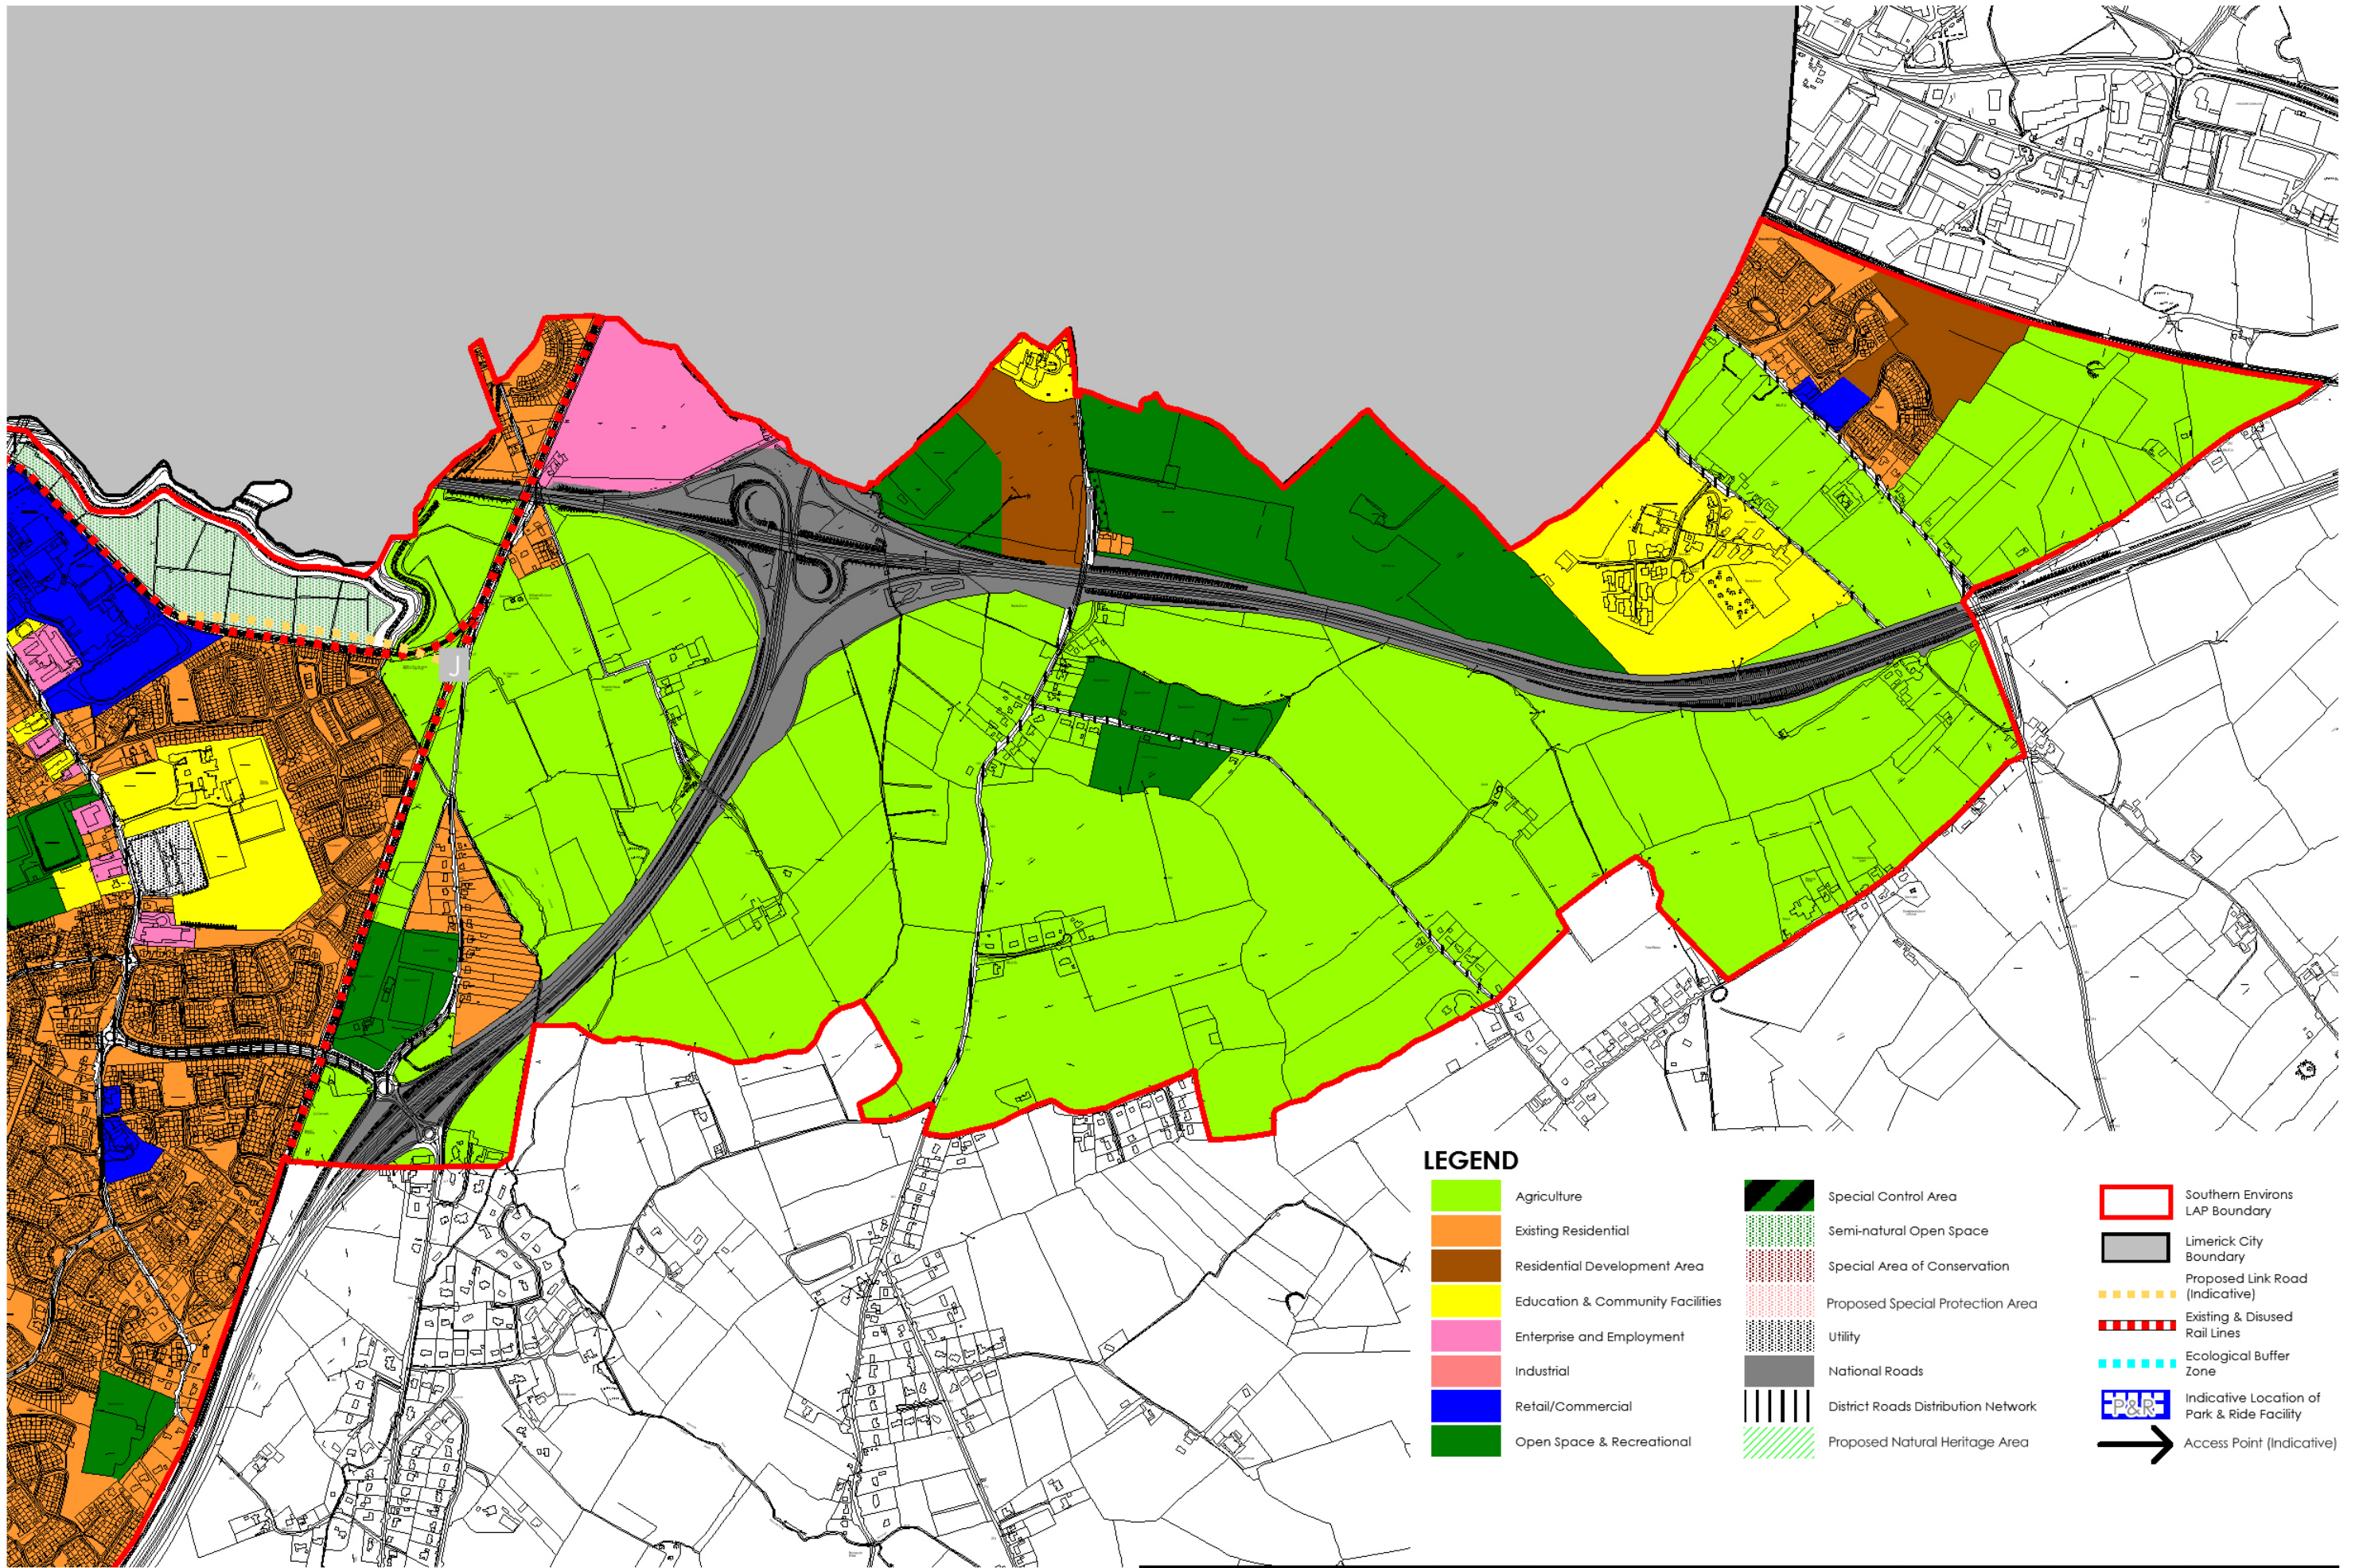 J
LEGEND
Agriculture
Existing Residential
Residential Development Area
Education & Community Facilities
Enterprise and Employment
Industrial
Retail/Commercial
Open Space & Recreational
Special Control Area
Semi-natural Open Space
Special Area of Conservation
Proposed Special Protection Area
Utility
National Roads
District Roads Distribution Network
Proposed Natural Heritage Area
Southern Environs
LAP Boundary
Limerick City
Boundary
Proposed Link Road
(Indicative)
Existing & Disused
Rail Lines
Ecological Buffer
Zone
P&R
Indicative Location of
Park & Ride Facility
Access Point (Indicative)